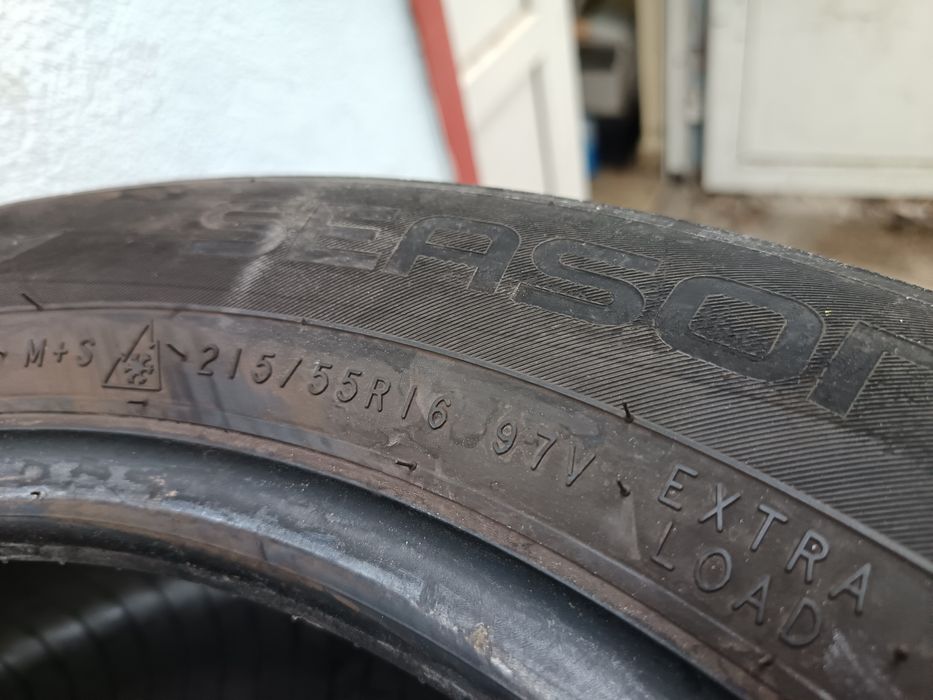 SEASON
M+S 215/55R16 97V EXTRA
LOAD